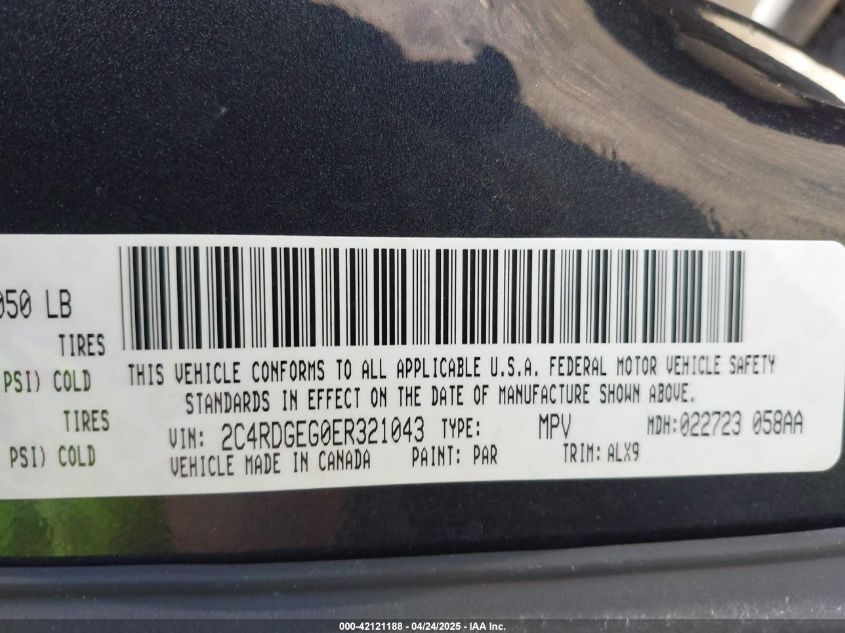 050 LB
TIRES
PSI) COLD
TIRES
PSI) COLD
THIS VEHICLE CONFORMS TO ALL APPLICABLE U.S.A. FEDERAL MOTOR VEHICLE SAFETY
STANDARDS IN EFFECT ON THE DATE OF MANUFACTURE SHOWN ABOVE.
VIN: 2C4RDGEG0ER321043 TYPE: MPV MDH:022723 058AA
VEHICLE MADE IN CANADA PAINT: PAR TRIM: ALX9
000-42121188 - 04/24/2025 - IAA Inc.